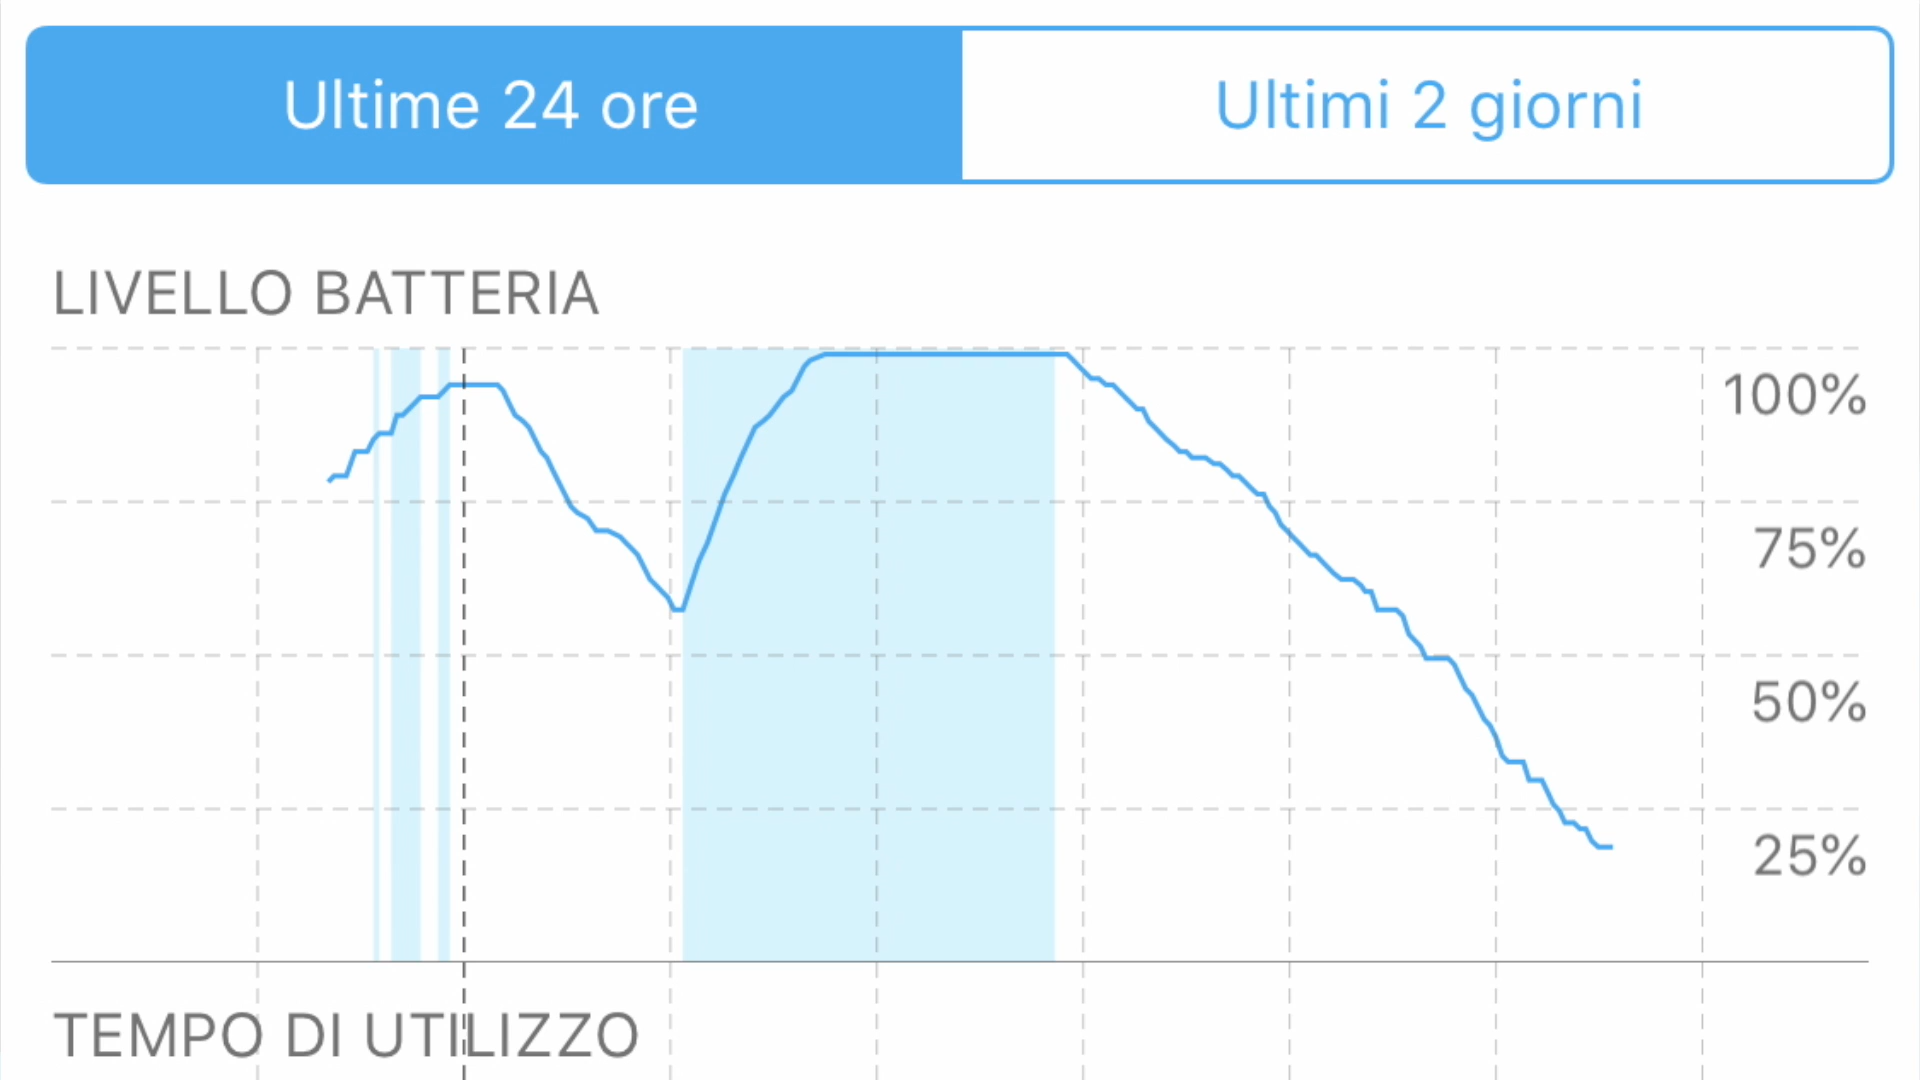 Ultime 24 ore
Ultimi 2 giorni
LIVELLO BATTERIA
100%
75%
50%
25%
TEMPO DI UTILIZZO